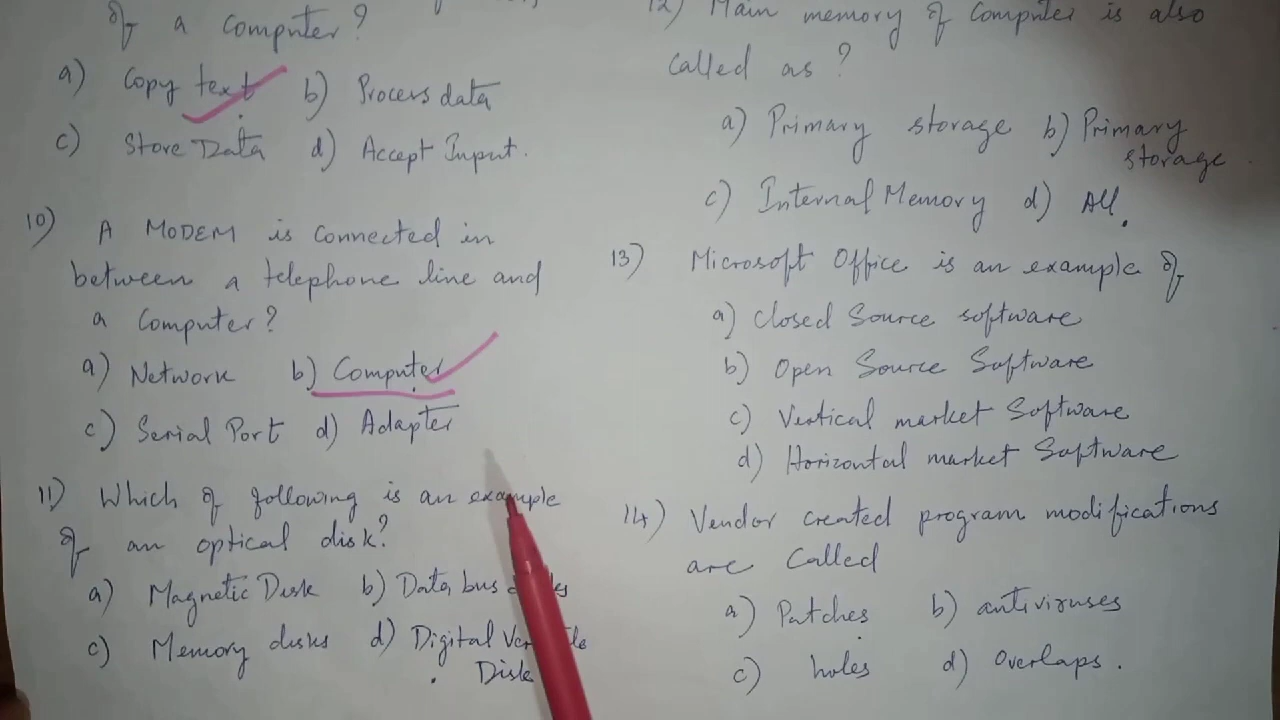 of a Computer?
a) Copy text b) Process data
c) Store Data d) Accept Input.
10) A MODEM is connected in
between a telephone line and
a Computer?
a) Network b) Computer
c) Serial Port d) Adapter
11) Which of following is an example
of an optical disk?
a) Magnetic Disk b) Data bus
c) Memory disks d) Digital
Disk
12) Main memory of Computer is also
Called as?
a) Primary storage b) Primary
storage.
c) Internal Memory d) All.
13) Microsoft Office is an example of
a) Closed Source software
b) Open Source Software
c) Vertical market Software
d) Horizontal market Software
14) Vendor created program modifications
are Called
a) Patches b) antiviruses
c) holes d) Overlaps.